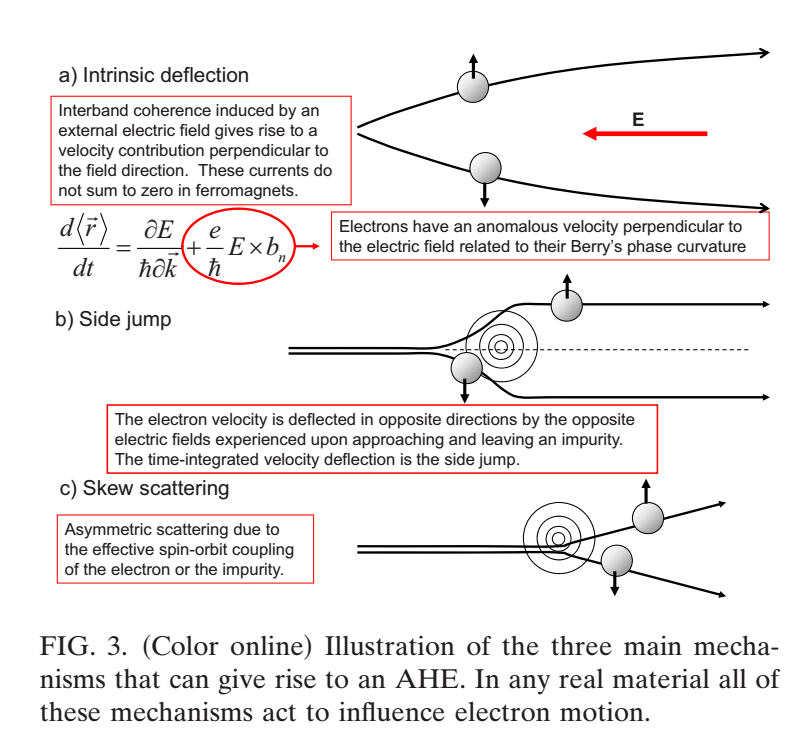 a) Intrinsic deflection
Interband coherence induced by an
external electric field gives rise to a
velocity contribution perpendicular to
the field direction.  These currents do
not sum to zero in ferromagnets.
E
d⟨r⃗⟩/dt = ∂E/ħ∂k⃗ + e/ħ E × bₙ
Electrons have an anomalous velocity perpendicular to
the electric field related to their Berry's phase curvature
b) Side jump
The electron velocity is deflected in opposite directions by the opposite
electric fields experienced upon approaching and leaving an impurity.
The time-integrated velocity deflection is the side jump.
c) Skew scattering
Asymmetric scattering due to
the effective spin-orbit coupling
of the electron or the impurity.
FIG. 3. (Color online) Illustration of the three main mecha-
nisms that can give rise to an AHE. In any real material all of
these mechanisms act to influence electron motion.